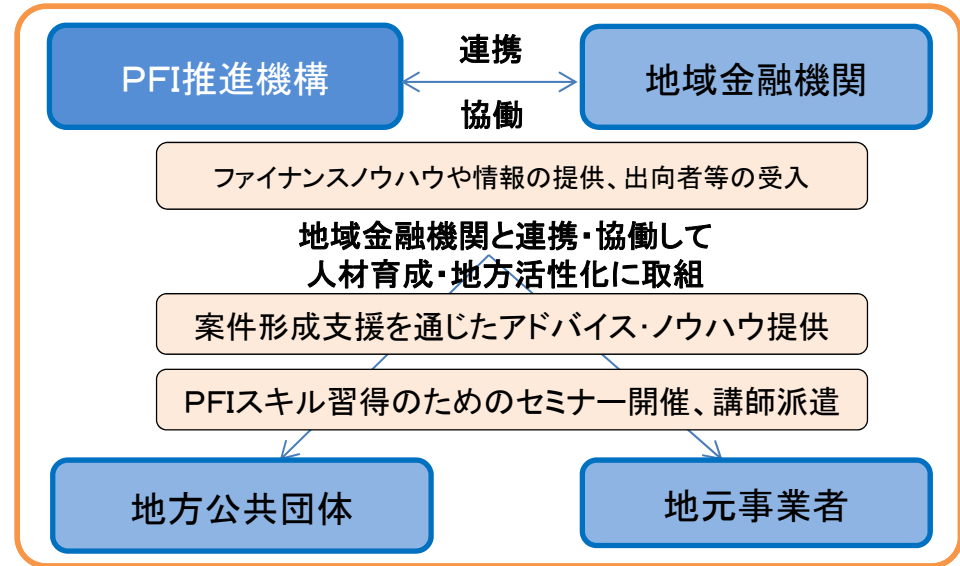 PFI推進機構
連携
協働
地域金融機関
ファイナンスノウハウや情報の提供、出向者等の受入
地域金融機関と連携・協働して
人材育成・地方活性化に取組
案件形成支援を通じたアドバイス・ノウハウ提供
PFIスキル習得のためのセミナー開催、講師派遣
地方公共団体
地元事業者